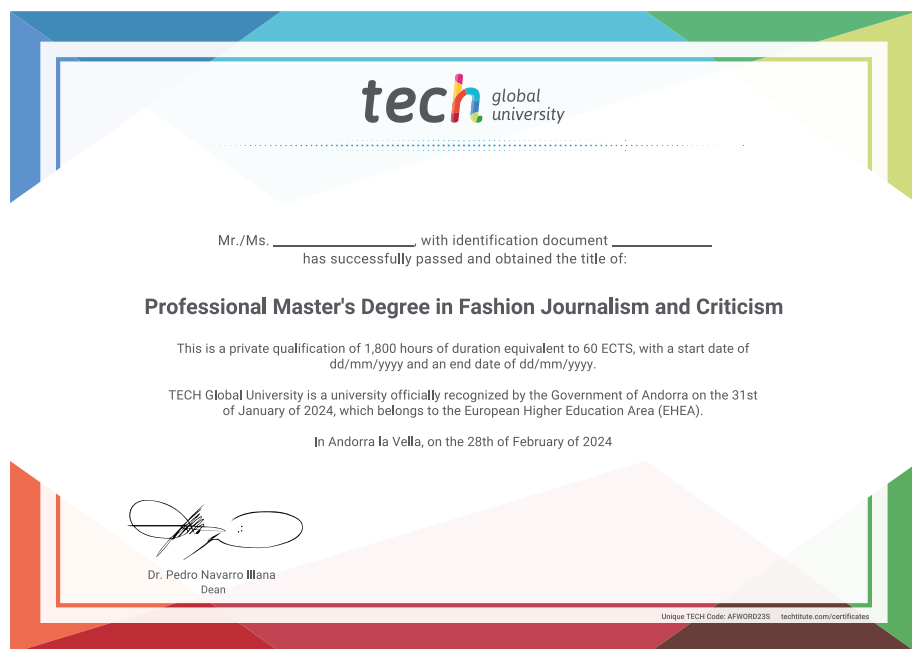 tech global university
Mr./Ms. ____________________, with identification document ______________
has successfully passed and obtained the title of:
Professional Master's Degree in Fashion Journalism and Criticism
This is a private qualification of 1,800 hours of duration equivalent to 60 ECTS, with a start date of
dd/mm/yyyy and an end date of dd/mm/yyyy.
TECH Global University is a university officially recognized by the Government of Andorra on the 31st
of January of 2024, which belongs to the European Higher Education Area (EHEA).
In Andorra la Vella, on the 28th of February of 2024
Dr. Pedro Navarro Illana
Dean
Unique TECH Code: AFWORD23S techtitute.com/certificates